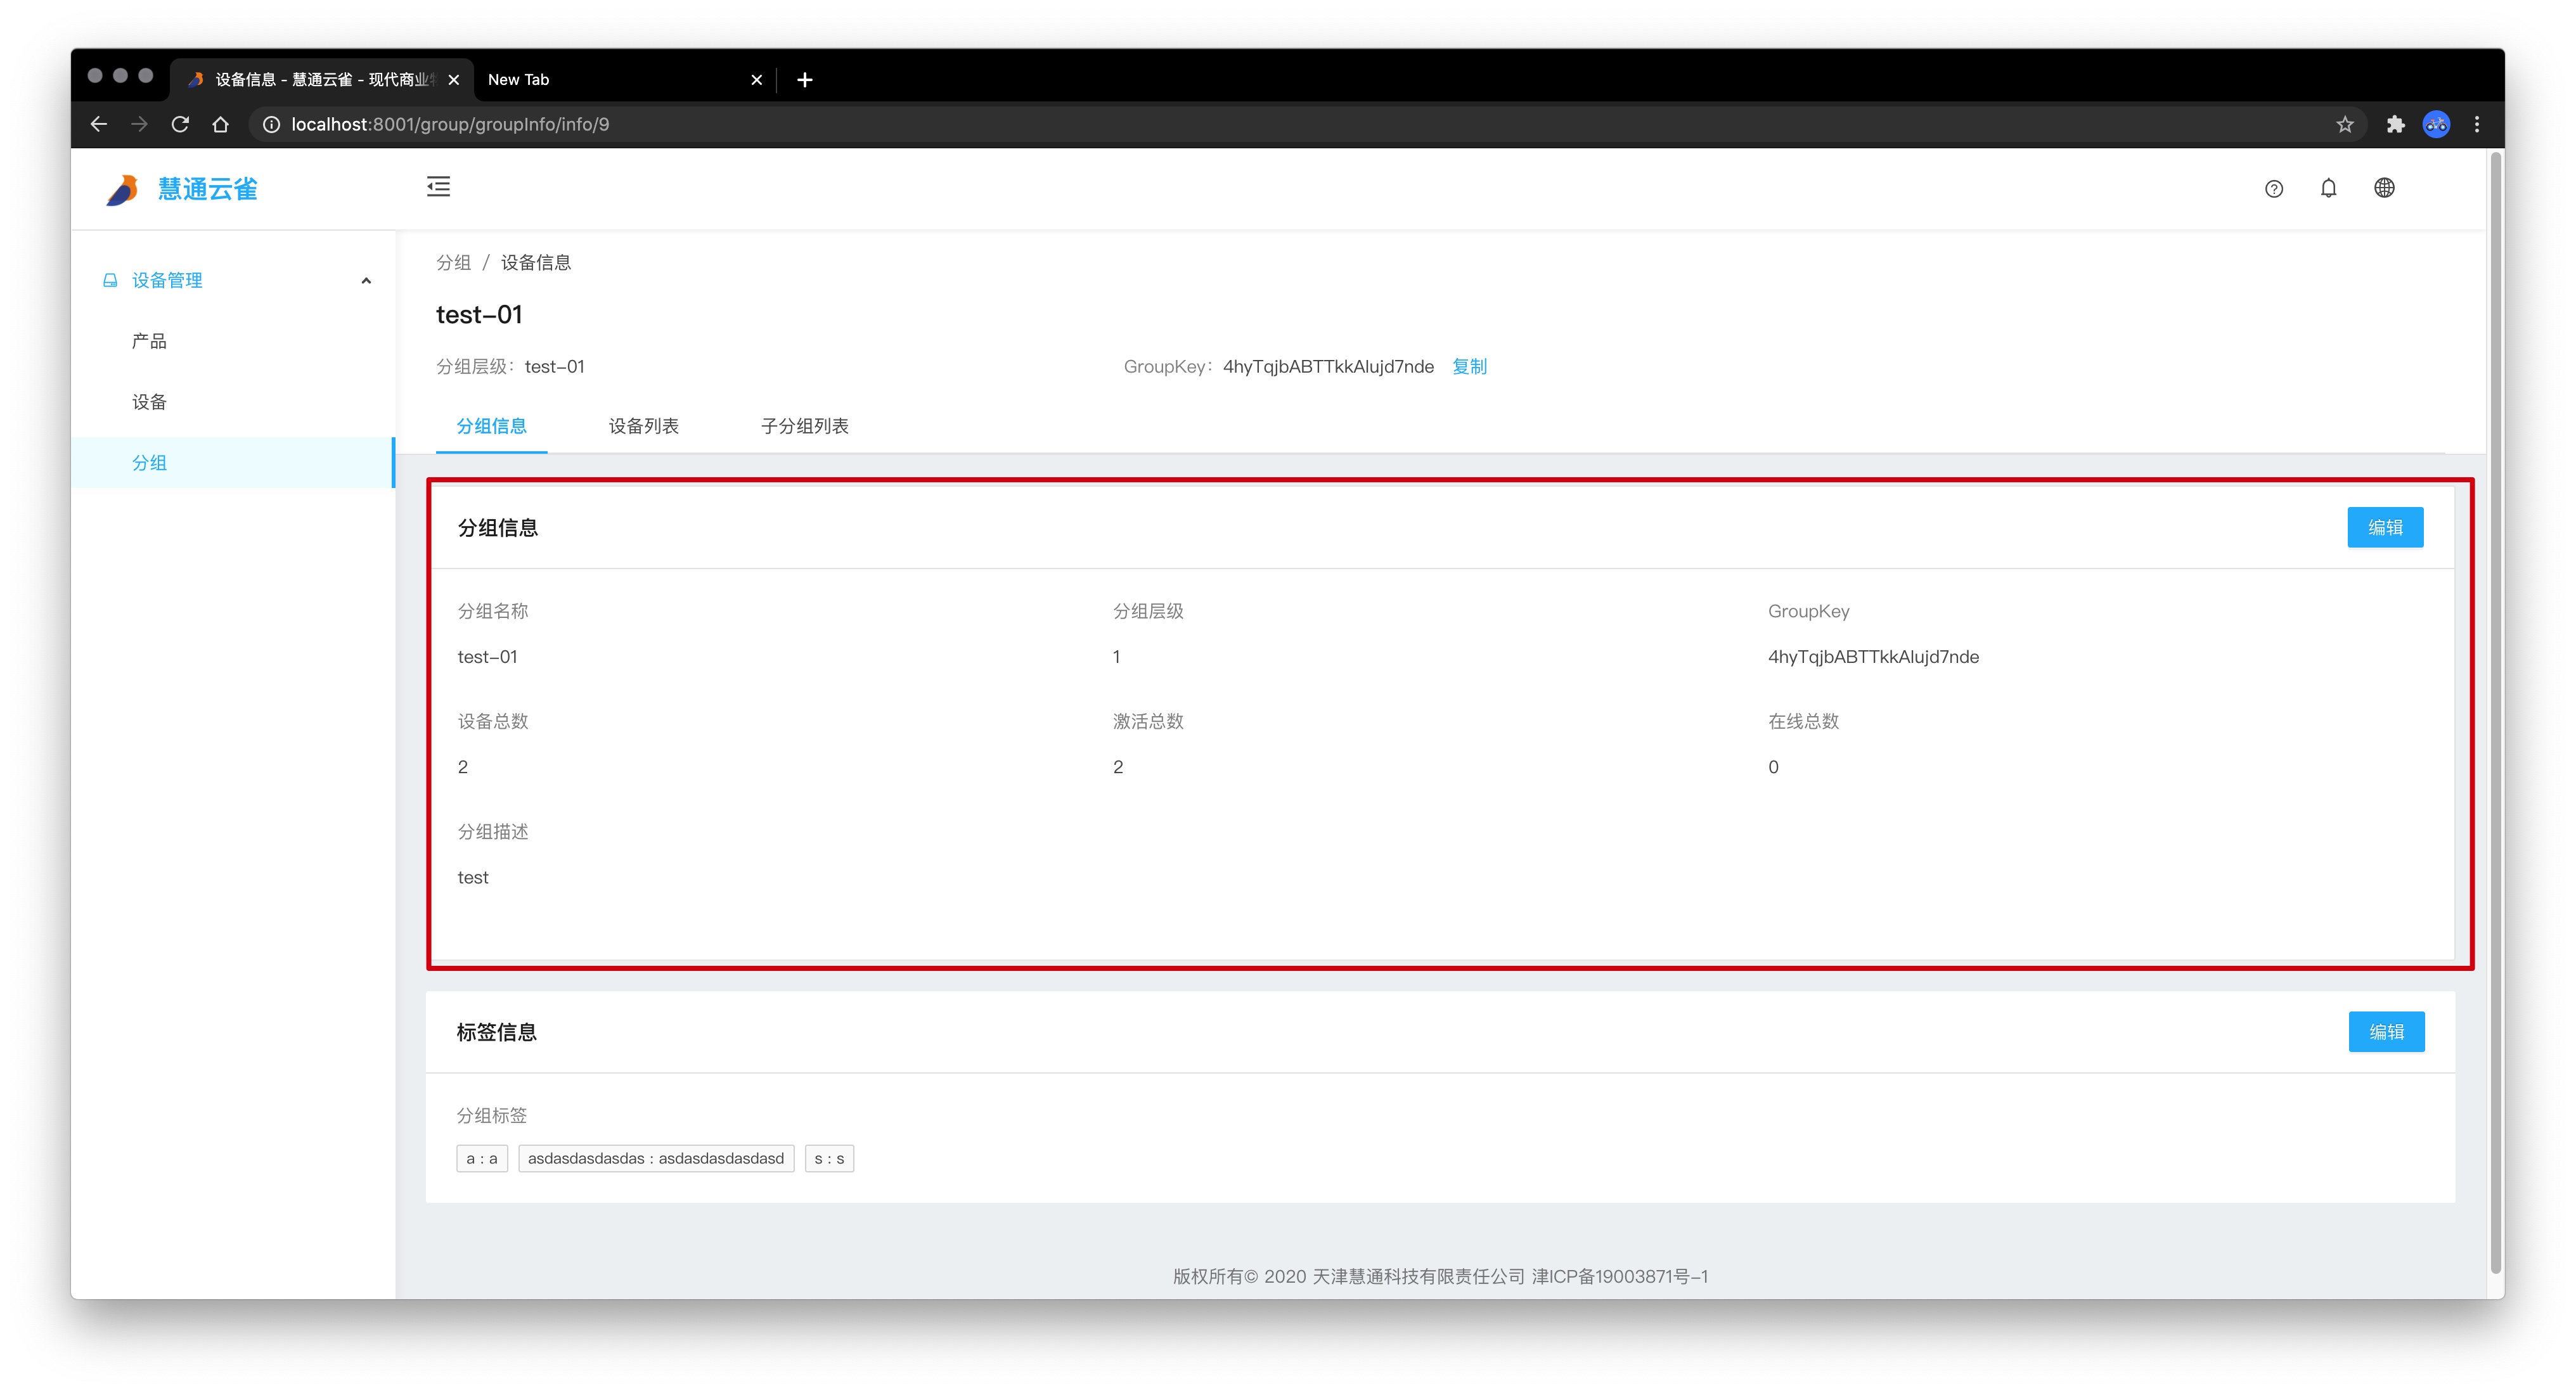 设备信息 - 慧通云雀 - 现代商业
New Tab
localhost:8001/group/groupInfo/info/9
慧通云雀
设备管理
产品
设备
分组
分组 / 设备信息
test-01
分组层级：test-01 GroupKey：4hyTqjbABTTkkAlujd7nde 复制
分组信息 设备列表 子分组列表
分组信息 编辑
分组名称 分组层级 GroupKey
test-01 1 4hyTqjbABTTkkAlujd7nde
设备总数 激活总数 在线总数
2 2 0
分组描述
test
标签信息 编辑
分组标签
a : a asdasdasdasdas : asdasdasdasdasd s : s
版权所有© 2020 天津慧通科技有限责任公司 津ICP备19003871号-1